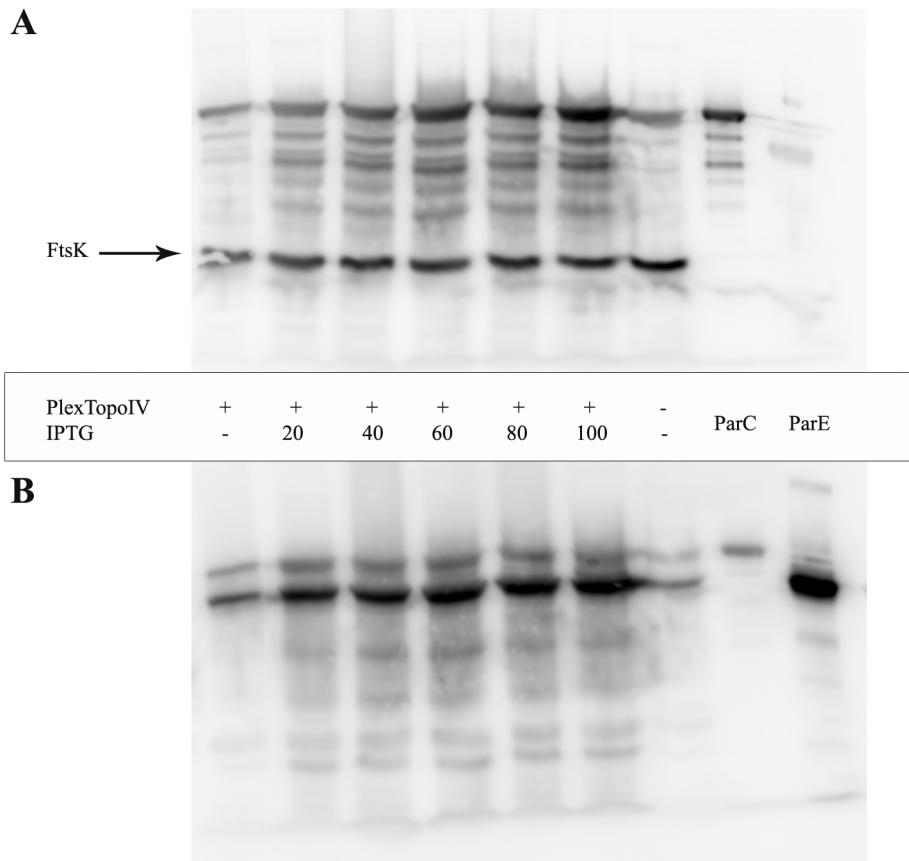 A
FtsK
PlexTopoIV + + + + + + -
IPTG - 20 40 60 80 100 - ParC ParE
B